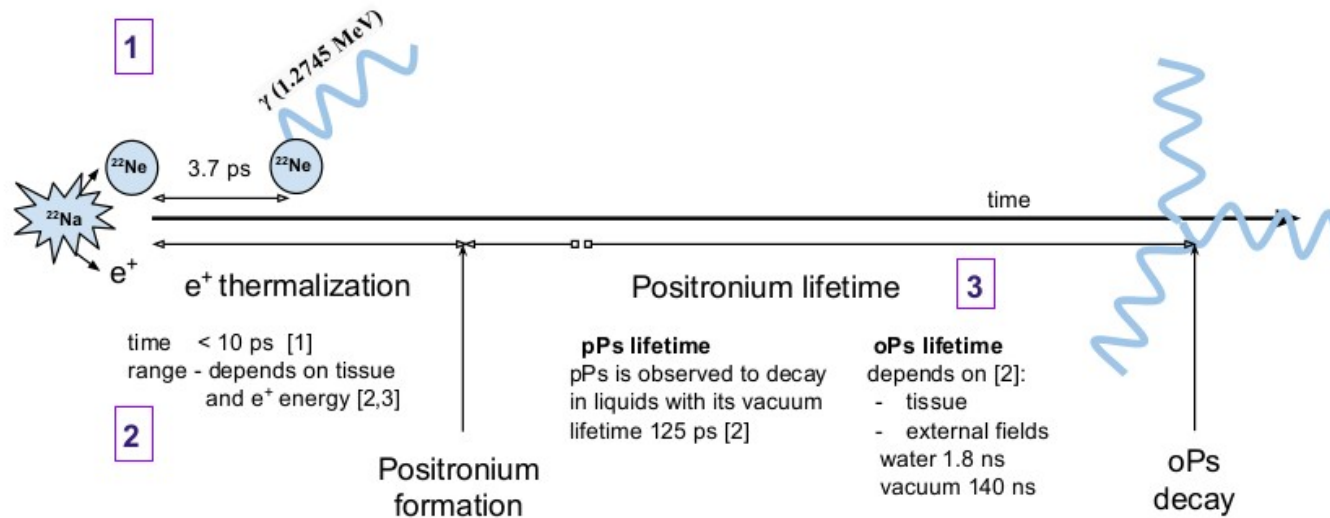 1
γ (1.2745 MeV)
²²Ne
3.7 ps
²²Ne
²²Na
e⁺
time
e⁺ thermalization
time < 10 ps [1]
range - depends on tissue
and e⁺ energy [2,3]
2
Positronium formation
Positronium lifetime
3
pPs lifetime
pPs is observed to decay
in liquids with its vacuum
lifetime 125 ps [2]
oPs lifetime
depends on [2]:
- tissue
- external fields
water 1.8 ns
vacuum 140 ns
oPs
decay